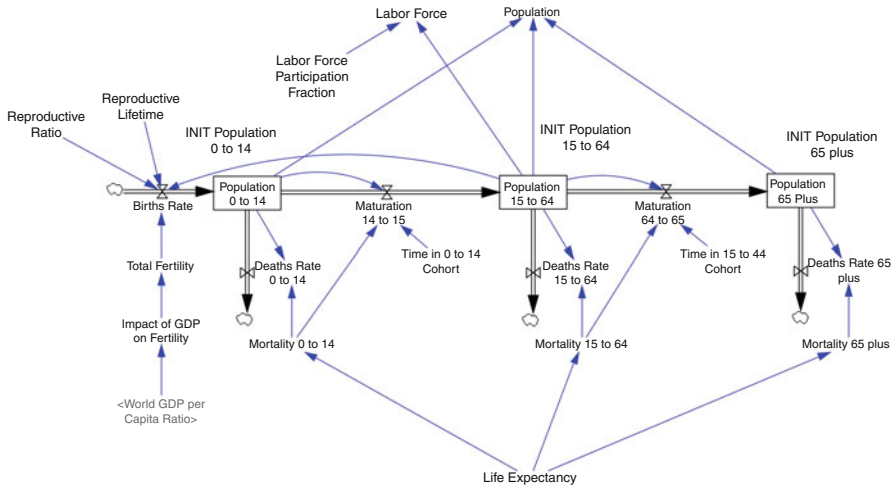 Labor Force
Population
Labor Force
Participation
Fraction
Reproductive
Lifetime
Reproductive
Ratio
INIT Population
0 to 14
INIT Population
15 to 64
INIT Population
65 plus
Population
0 to 14
Population
15 to 64
Population
65 Plus
Births Rate
Maturation
14 to 15
Maturation
64 to 65
Time in 0 to 14
Cohort
Time in 15 to 44
Cohort
Total Fertility
Deaths Rate
0 to 14
Deaths Rate
15 to 64
Deaths Rate 65
plus
Impact of GDP
on Fertility
Mortality 0 to 14
Mortality 15 to 64
Mortality 65 plus
<World GDP per
Capita Ratio>
Life Expectancy